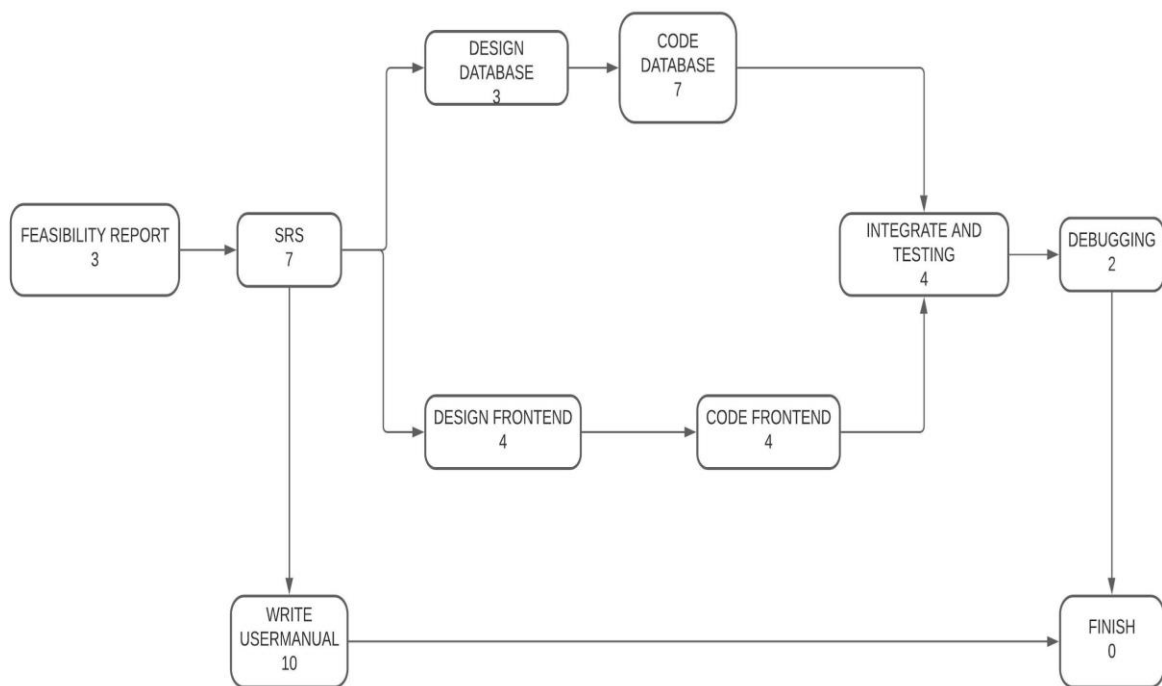 DESIGN
DATABASE
3
CODE
DATABASE
7
FEASIBILITY REPORT
3
SRS
7
INTEGRATE AND
TESTING
4
DEBUGGING
2
DESIGN FRONTEND
4
CODE FRONTEND
4
WRITE
USERMANUAL
10
FINISH
0